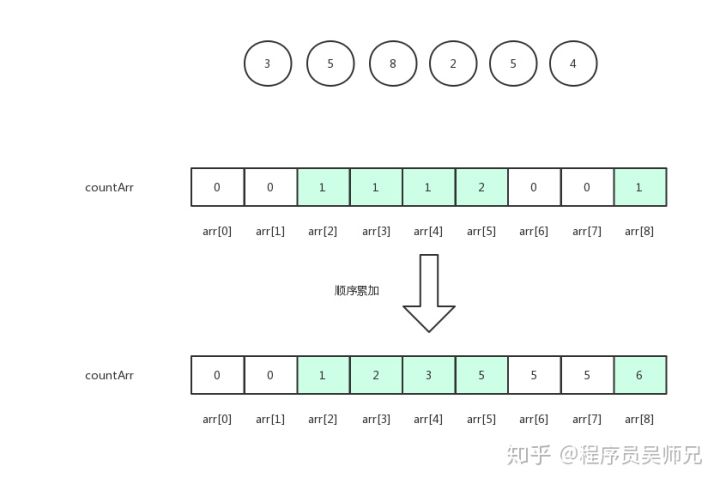 3 5 8 2 5 4
countArr 0 0 1 1 1 2 0 0 1
arr[0] arr[1] arr[2] arr[3] arr[4] arr[5] arr[6] arr[7] arr[8]
顺序累加
countArr 0 0 1 2 3 5 5 5 6
arr[0] arr[1] arr[2] arr[3] arr[4] arr[5] arr[6] arr[7] arr[8]
知乎 @程序员吴师兄